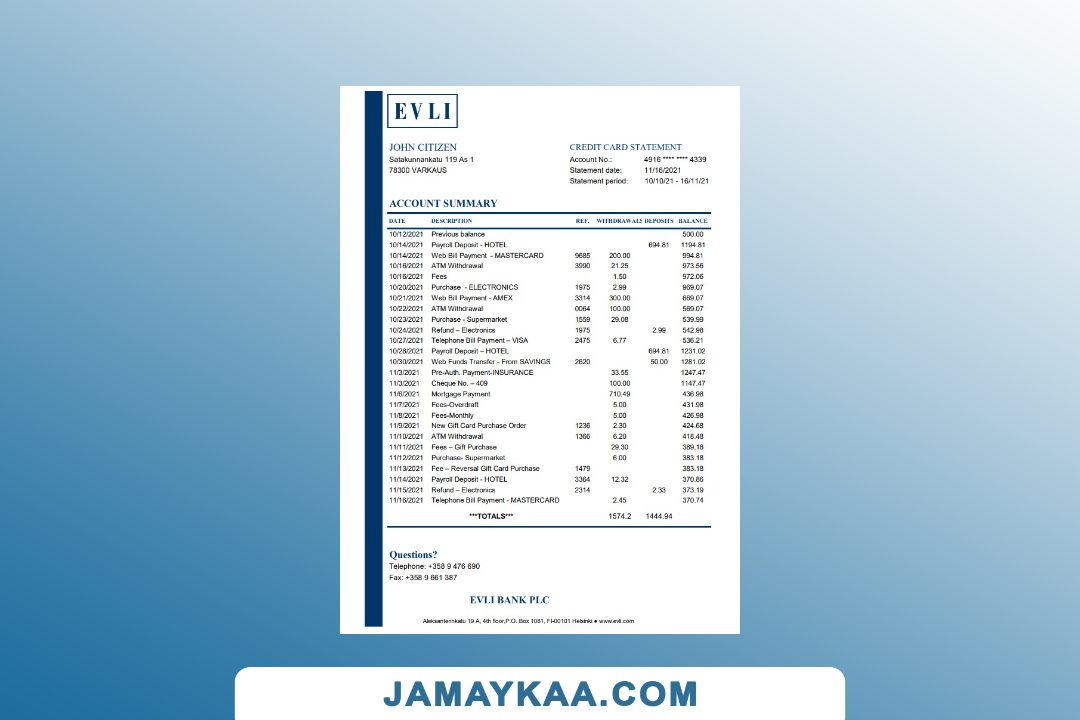 EVLI
JOHN CITIZEN
Satakunnankatu 119 As 1
78300 VARKAUS
CREDIT CARD STATEMENT
Account No.: 4916 **** **** 4339
Statement date: 11/16/2021
Statement period: 10/10/21 - 16/11/21
ACCOUNT SUMMARY
DATE DESCRIPTION REF. WITHDRAWALS DEPOSITS BALANCE
10/12/2021 Previous balance 500.00
10/14/2021 Payroll Deposit - HOTEL 694.81 1194.81
10/14/2021 Web Bill Payment - MASTERCARD 9685 200.00 994.81
10/16/2021 ATM Withdrawal 3990 21.25 973.56
10/16/2021 Fees 1.50 972.06
10/20/2021 Purchase - ELECTRONICS 1975 2.99 969.07
10/21/2021 Web Bill Payment - AMEX 3314 300.00 669.07
10/22/2021 ATM Withdrawal 0064 100.00 569.07
10/23/2021 Purchase - Supermarket 1559 29.08 539.99
10/24/2021 Refund – Electronics 1975 2.99 542.98
10/27/2021 Telephone Bill Payment – VISA 2475 6.77 536.21
10/28/2021 Payroll Deposit – HOTEL 694.81 1231.02
10/30/2021 Web Funds Transfer - From SAVINGS 2620 50.00 1281.02
11/3/2021 Pre-Auth. Payment-INSURANCE 33.55 1247.47
11/3/2021 Cheque No. – 409 100.00 1147.47
11/6/2021 Mortgage Payment 710.49 436.98
11/7/2021 Fees-Overdraft 5.00 431.98
11/8/2021 Fees-Monthly 5.00 426.98
11/9/2021 New Gift Card Purchase Order 1236 2.30 424.68
11/10/2021 ATM Withdrawal 1366 6.20 418.48
11/11/2021 Fees – Gift Purchase 29.30 389.18
11/12/2021 Purchase- Supermarket 6.00 383.18
11/13/2021 Fee – Reversal Gift Card Purchase 1479 383.18
11/14/2021 Payroll Deposit - HOTEL 3364 12.32 370.86
11/15/2021 Refund – Electronics 2314 2.33 373.19
11/16/2021 Telephone Bill Payment - MASTERCARD 2.45 370.74
***TOTALS*** 1574.2 1444.94
Questions?
Telephone: +358 9 476 690
Fax: +358 9 661 387
EVLI BANK PLC
Aleksanterinkatu 19 A, 4th floor,P.O. Box 1081, FI-00101 Helsinki ● www.evli.com
JAMAYKAA.COM